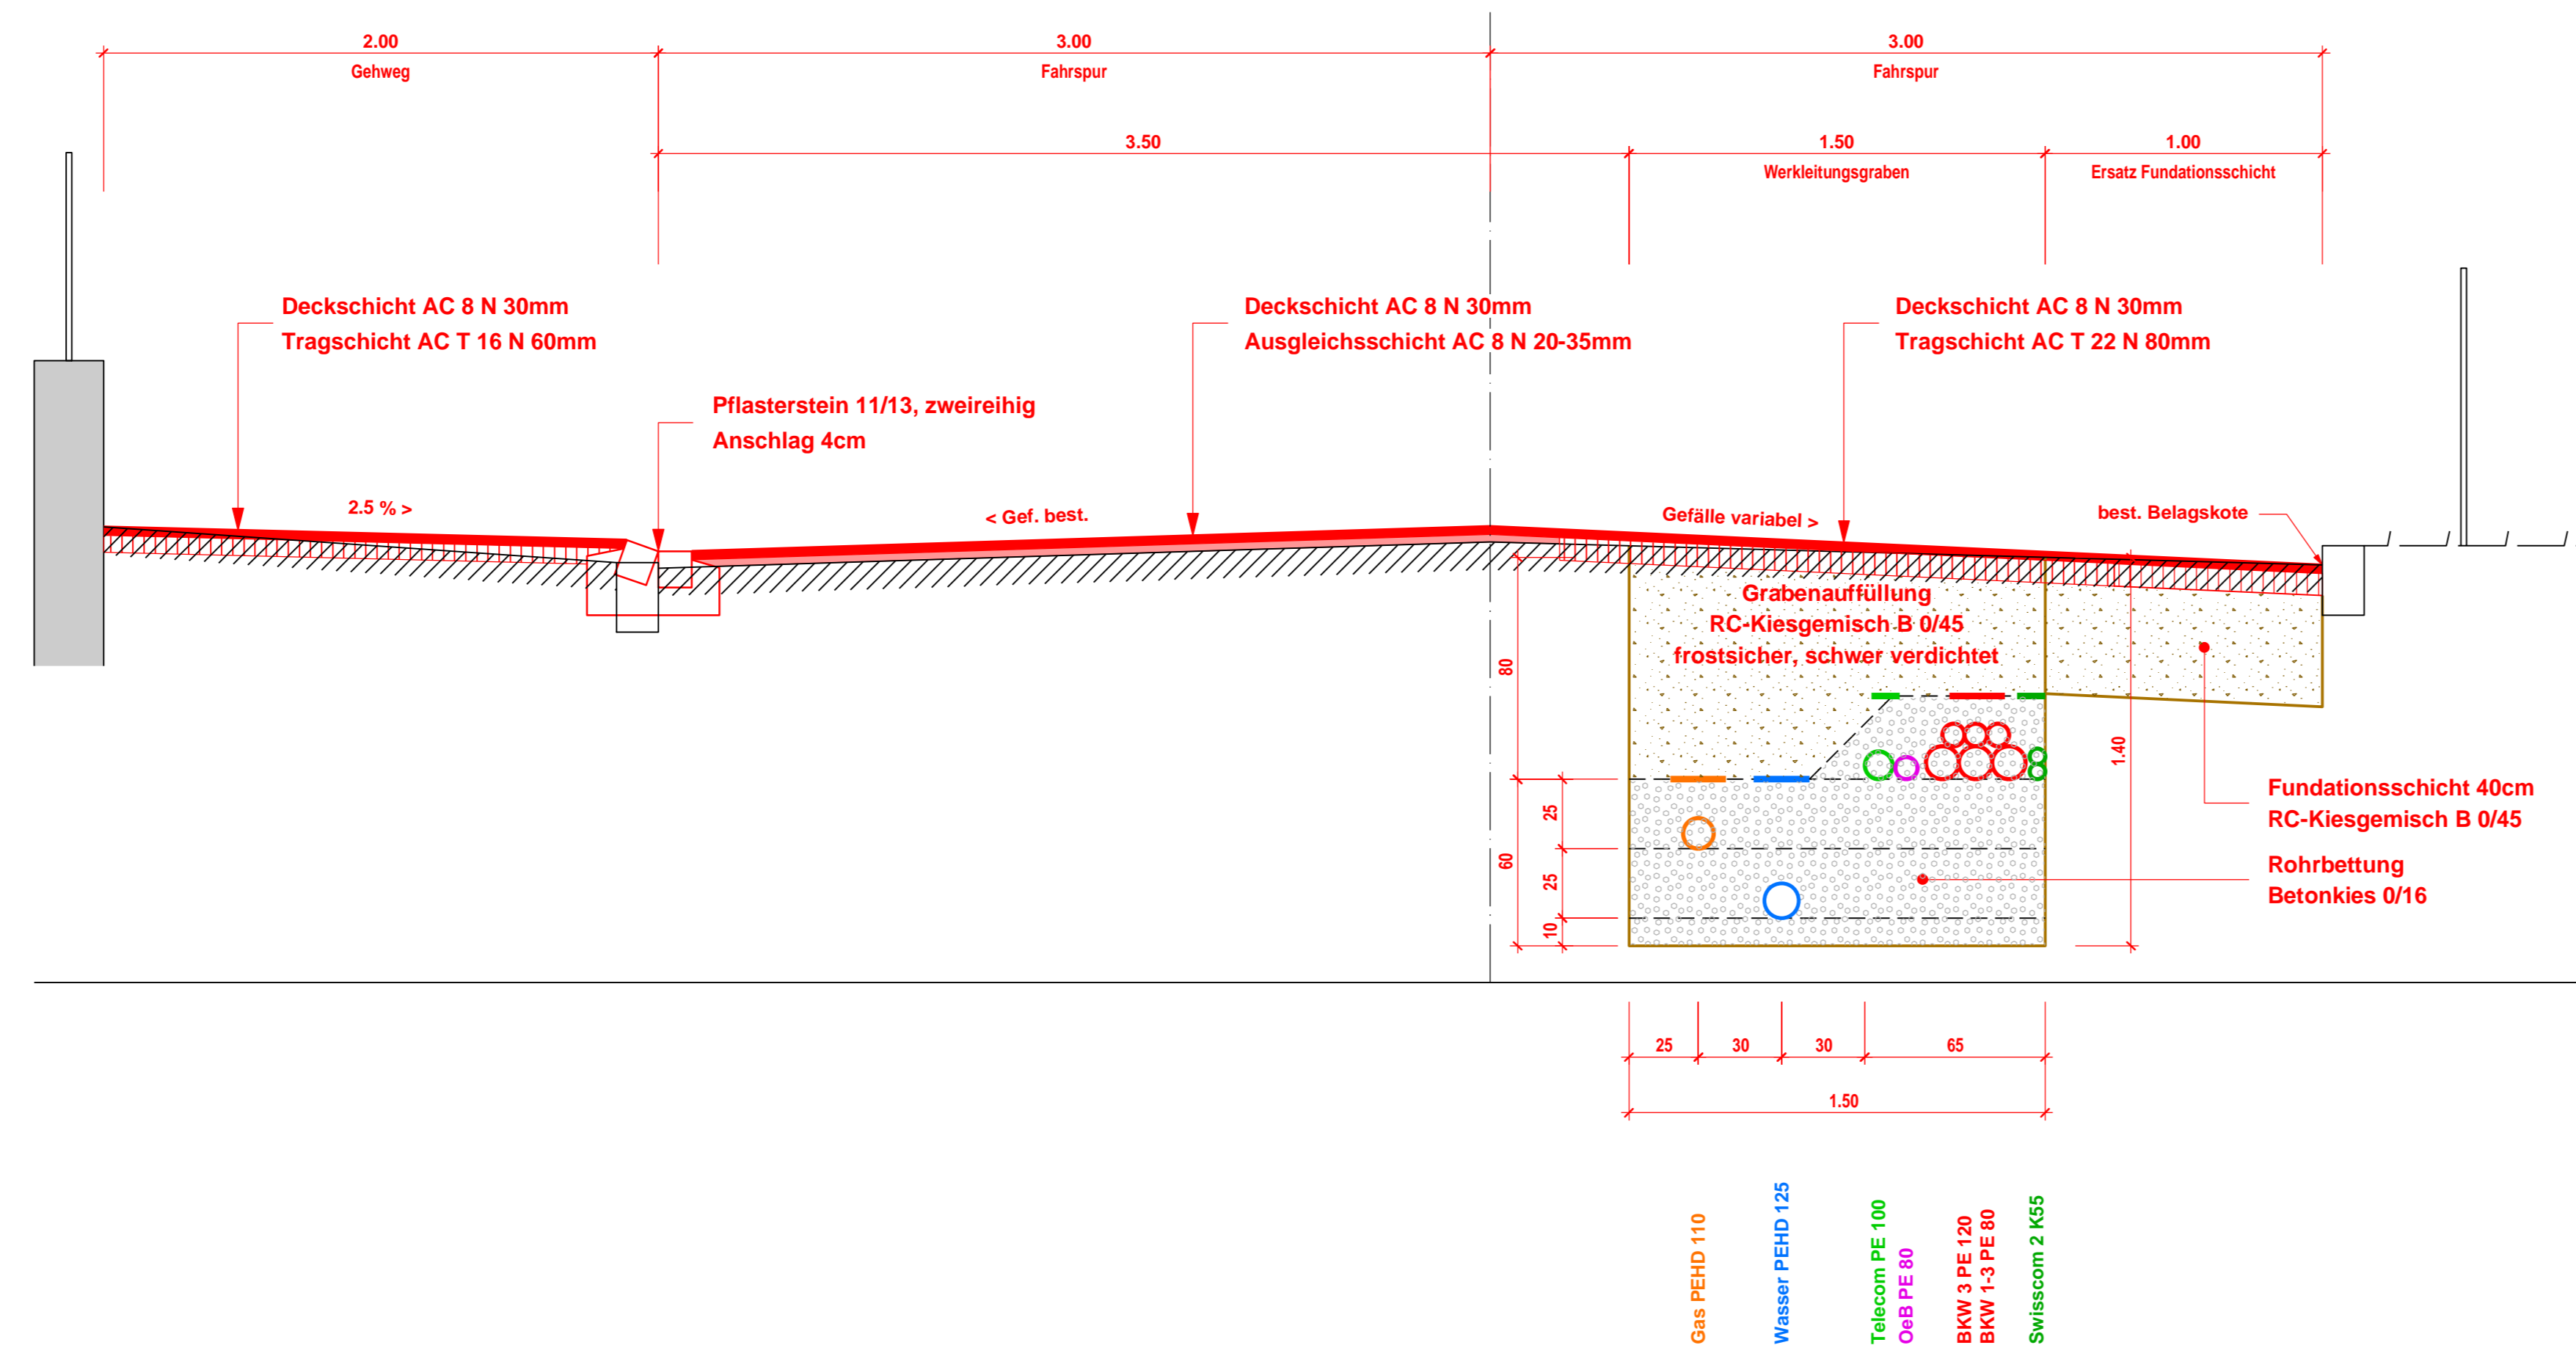 2.00
3.00
3.00
Gehweg
Fahrspur
Fahrspur
3.50
1.50
1.00
Werkleitungsgraben
Ersatz Fundationsschicht
Deckschicht AC 8 N 30mm
Tragschicht AC T 16 N 60mm
Deckschicht AC 8 N 30mm
Ausgleichsschicht AC 8 N 20-35mm
Deckschicht AC 8 N 30mm
Tragschicht AC T 22 N 80mm
Pflasterstein 11/13, zweireihig
Anschlag 4cm
2.5 % >
< Gef. best.
Gefälle variabel >
best. Belagskote
Grabenauffüllung
RC-Kiesgemisch B 0/45
frostsicher, schwer verdichtet
80
60
25
25
10
1.40
Fundationsschicht 40cm
RC-Kiesgemisch B 0/45
Rohrbettung
Betonkies 0/16
25
30
30
65
1.50
Gas PEHD 110
Wasser PEHD 125
Telecom PE 100
OeB PE 80
BKW 3 PE 120
BKW 1-3 PE 80
Swisscom 2 K55